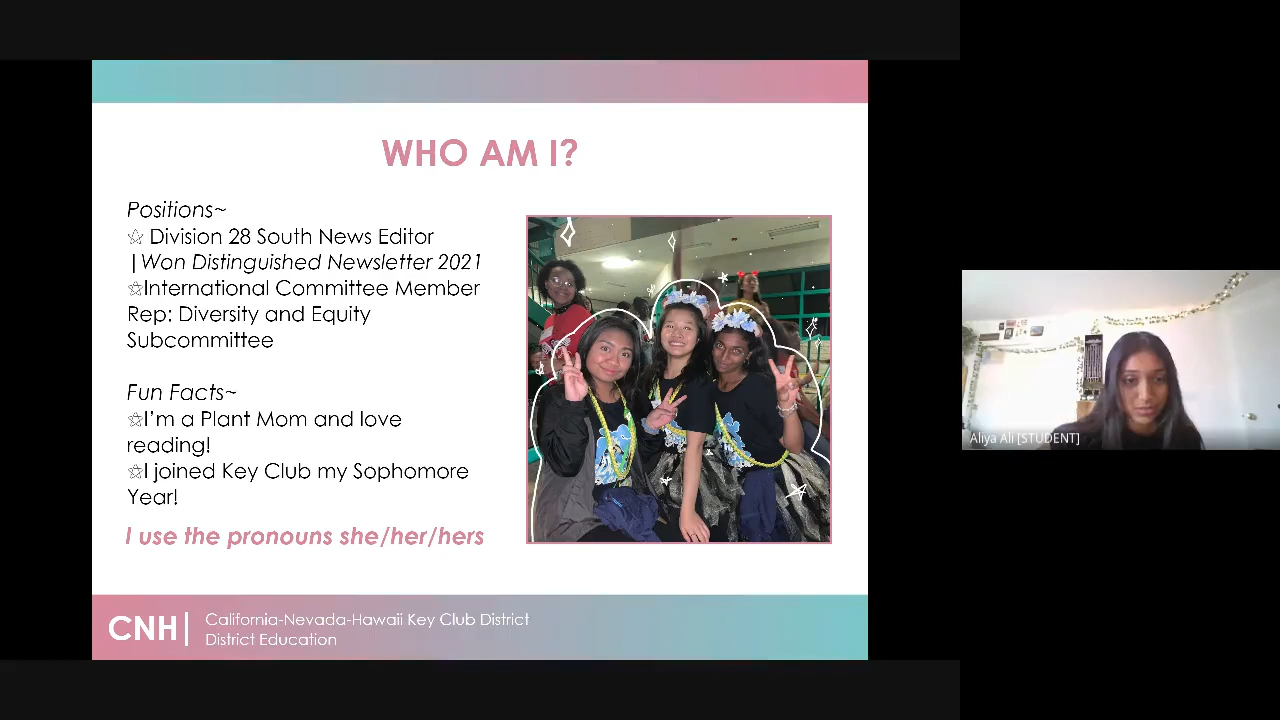 WHO AM I?
Positions~
☆ Division 28 South News Editor
|Won Distinguished Newsletter 2021
☆International Committee Member
Rep: Diversity and Equity
Subcommittee
Fun Facts~
☆I'm a Plant Mom and love
reading!
☆I joined Key Club my Sophomore
Year!
I use the pronouns she/her/hers
CNH|
California-Nevada-Hawaii Key Club District
District Education
Aliya Ali [STUDENT]